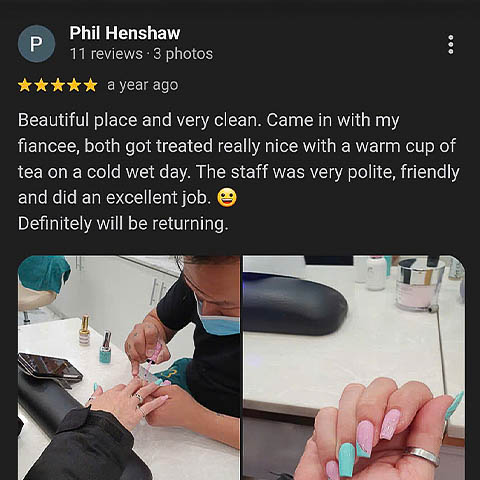 P
Phil Henshaw
11 reviews · 3 photos
a year ago
Beautiful place and very clean. Came in with my
fiancee, both got treated really nice with a warm cup of
tea on a cold wet day. The staff was very polite, friendly
and did an excellent job. 😀
Definitely will be returning.